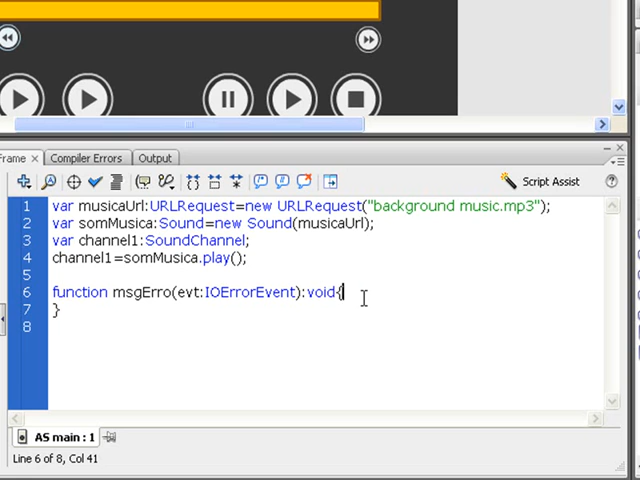 Frame
Compiler Errors
Output
Script Assist
1 var musicaUrl:URLRequest=new URLRequest("background music.mp3");
2 var somMusica:Sound=new Sound(musicaUrl);
3 var channel1:SoundChannel;
4 channel1=somMusica.play();
5
6 function msgErro(evt:IOErrorEvent):void{
7 }
8
AS main : 1
Line 6 of 8, Col 41